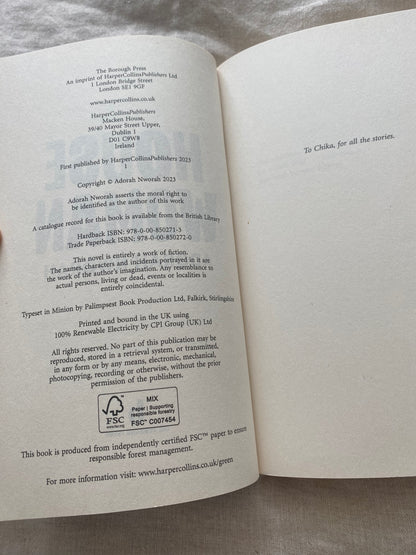 The Borough Press
An imprint of HarperCollinsPublishers Ltd
1 London Bridge Street
London SE1 9GF
www.harpercollins.co.uk
HarperCollinsPublishers
Macken House,
39/40 Mayor Street Upper,
Dublin 1
D01 C9W8
Ireland
First published by HarperCollinsPublishers 2023
1
Copyright © Adorah Nworah 2023
Adorah Nworah asserts the moral right to
be identified as the author of this work
A catalogue record for this book is available from the British Library
Hardback ISBN: 978-0-00-850271-3
Trade Paperback ISBN: 978-0-00-850272-0
This novel is entirely a work of fiction.
The names, characters and incidents portrayed in it are
the work of the author's imagination. Any resemblance to
actual persons, living or dead, events or localities is
entirely coincidental.
Typeset in Minion by Palimpsest Book Production Ltd, Falkirk, Stirlingshire
Printed and bound in the UK using
100% Renewable Electricity by CPI Group (UK) Ltd
All rights reserved. No part of this publication may be
reproduced, stored in a retrieval system, or transmitted,
in any form or by any means, electronic, mechanical,
photocopying, recording or otherwise, without the prior
permission of the publishers.
FSC
www.fsc.org
MIX
Paper | Supporting
responsible forestry
FSC™ C007454
This book is produced from independently certified FSC™ paper to ensure
responsible forest management.
For more information visit: www.harpercollins.co.uk/green
To Chika, for all the stories.